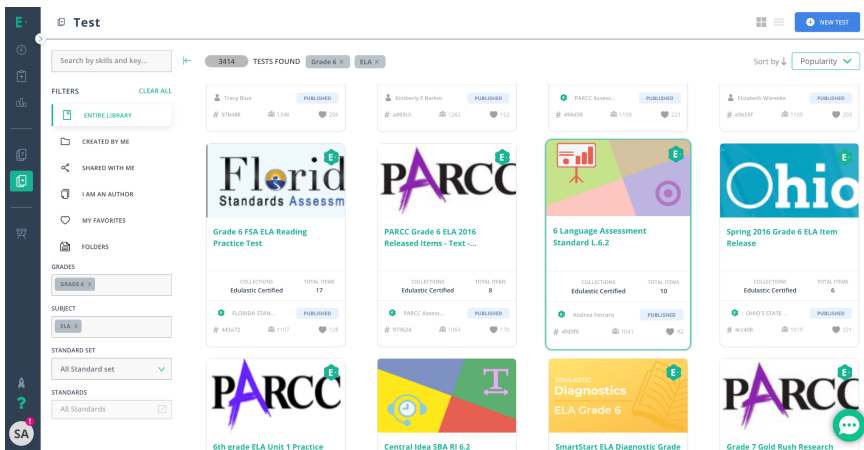 E
Test
NEW TEST
Search by skills and key...
3414 TESTS FOUND Grade 6 × ELA ×
Sort by Popularity
FILTERS CLEAR ALL
ENTIRE LIBRARY
CREATED BY ME
SHARED WITH ME
I AM AN AUTHOR
MY FAVORITES
FOLDERS
GRADES
GRADE 6 ×
SUBJECT
ELA ×
STANDARD SET
All Standard set
STANDARDS
All Standards
?
SA
!
Tracy Blue PUBLISHED
# 97b488 1348 206
Kimberly E Barker PUBLISHED
# a493c3 1282 152
PARCC Assess... PUBLISHED
# 496d38 1159 221
Elizabeth Wieneke PUBLISHED
# e5e55f 1109 203
Florid
Standards Assessm
E
Grade 6 FSA ELA Reading
Practice Test
COLLECTIONS TOTAL ITEMS
Edulastic Certified 17
FLORIDA STAN... PUBLISHED
# 443a72 1107 128
PARCC
E
PARCC Grade 6 ELA 2016
Released Items - Text -...
COLLECTIONS TOTAL ITEMS
Edulastic Certified 8
PARCC Assess... PUBLISHED
# 97362d 1064 175
E
6 Language Assessment
Standard L.6.2
COLLECTIONS TOTAL ITEMS
Edulastic Certified 10
Andrea Ferraro PUBLISHED
# 4fd0f6 1041 92
Ohio
E
Spring 2016 Grade 6 ELA Item
Release
COLLECTIONS TOTAL ITEMS
Edulastic Certified 6
OHIO'S STATE ... PUBLISHED
# 4cc40b 1019 221
PARCC
E
6th grade ELA Unit 1 Practice
T
E
Central Idea SBA RI 6.2
EDULASTIC
Diagnostics
ELA Grade 6
E
SmartStart ELA Diagnostic Grade
PARCC
E
Grade 7 Gold Rush Research